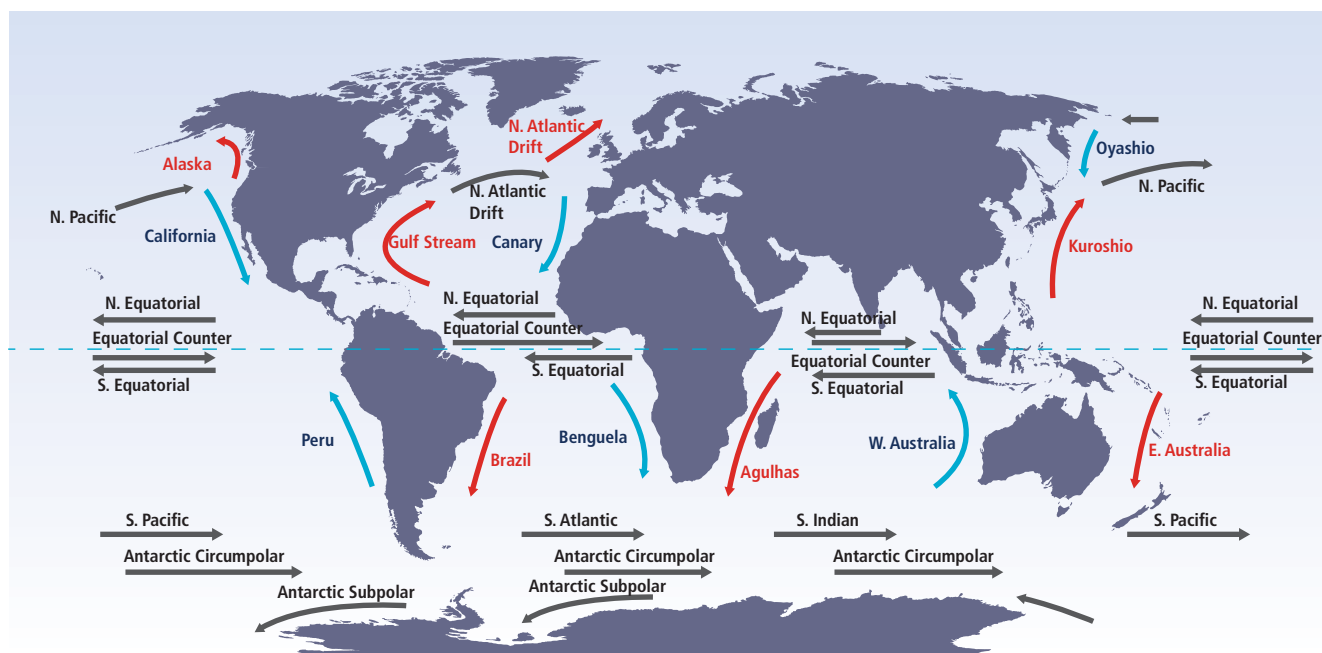 N. Atlantic
Drift
Alaska
Oyashio
N. Pacific
N. Atlantic
Drift
N. Pacific
California
Gulf Stream
Canary
Kuroshio
N. Equatorial
N. Equatorial
N. Equatorial
N. Equatorial
Equatorial Counter
Equatorial Counter
Equatorial Counter
Equatorial Counter
S. Equatorial
S. Equatorial
S. Equatorial
S. Equatorial
Peru
Brazil
Benguela
Agulhas
W. Australia
E. Australia
S. Pacific
S. Atlantic
S. Indian
S. Pacific
Antarctic Circumpolar
Antarctic Circumpolar
Antarctic Circumpolar
Antarctic Subpolar
Antarctic Subpolar